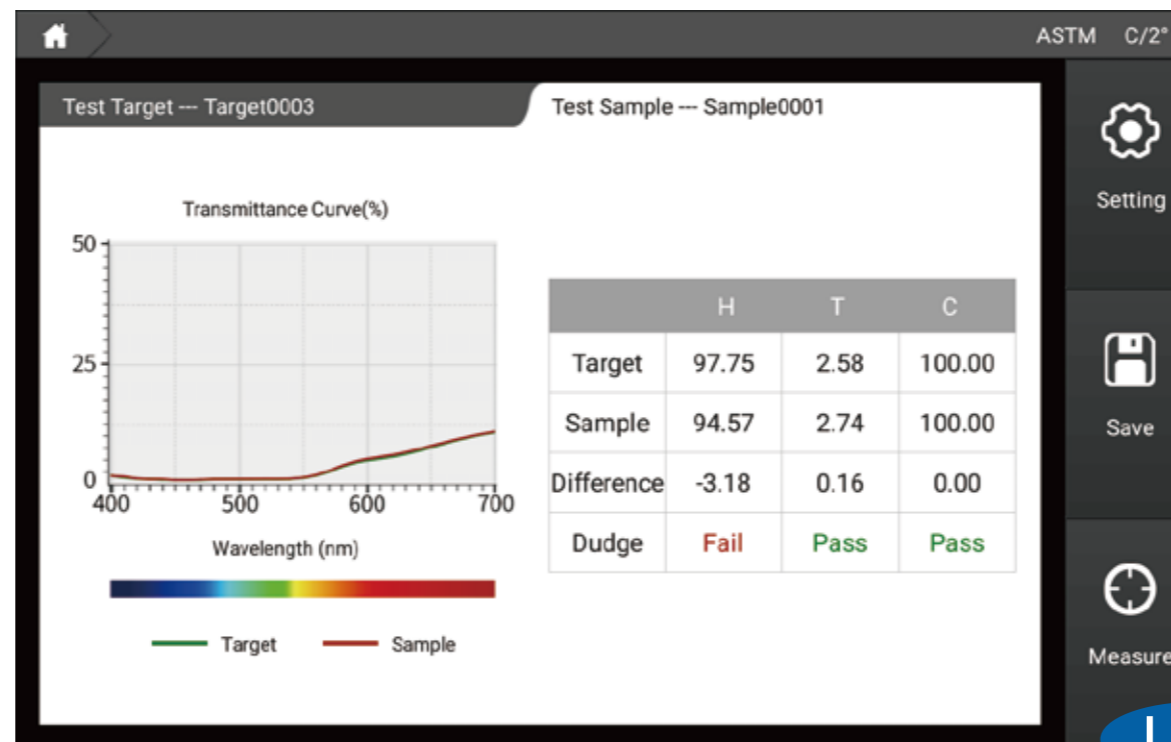 ASTM C/2°
Test Target --- Target0003
Test Sample --- Sample0001
Setting
Transmittance Curve(%)
50
25
0
400 500 600 700
Wavelength (nm)
Target Sample
H T C
Target 97.75 2.58 100.00
Sample 94.57 2.74 100.00
Difference -3.18 0.16 0.00
Dudge Fail Pass Pass
Save
Measure